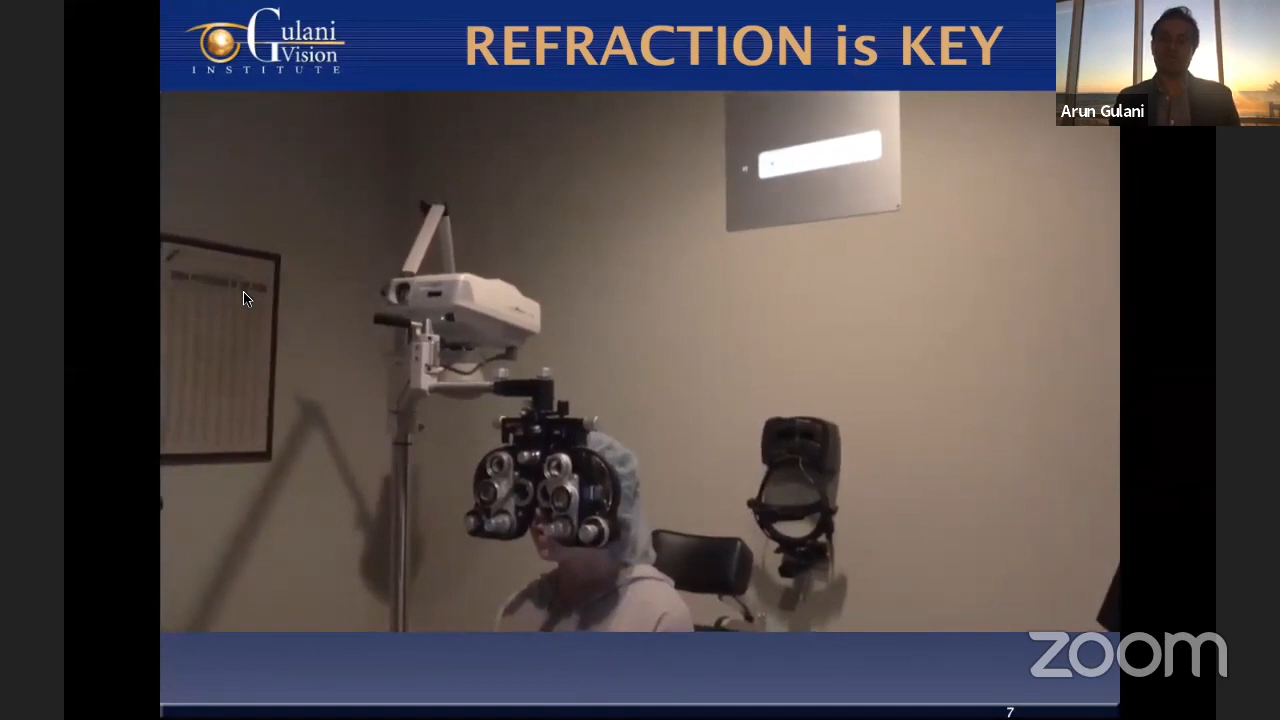 Gulani
Vision
INSTITUTE
REFRACTION is KEY
Arun Gulani
zoom
7